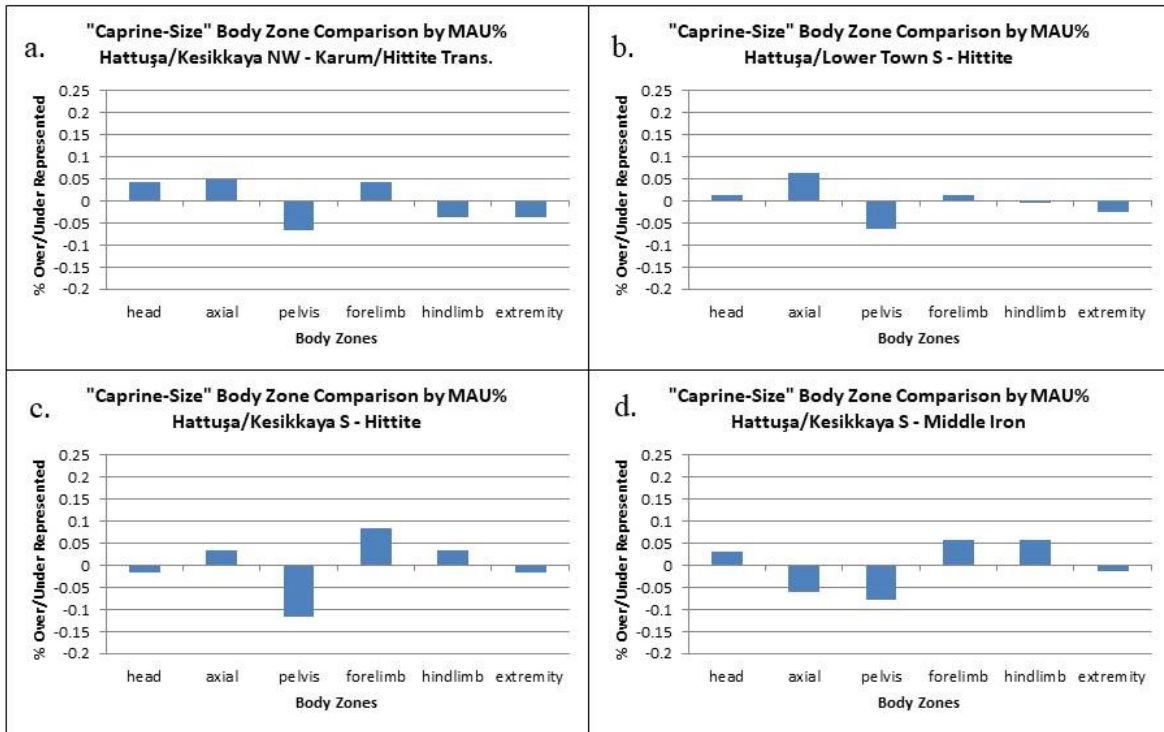 a.
"Caprine-Size" Body Zone Comparison by MAU%
Hattuşa/Kesikkaya NW - Karum/Hittite Trans.
% Over/Under Represented
0.25
0.2
0.15
0.1
0.05
0
-0.05
-0.1
-0.15
-0.2
head axial pelvis forelimb hindlimb extremity
Body Zones
b.
"Caprine-Size" Body Zone Comparison by MAU%
Hattuşa/Lower Town S - Hittite
% Over/Under Represented
0.25
0.2
0.15
0.1
0.05
0
-0.05
-0.1
-0.15
-0.2
head axial pelvis forelimb hindlimb extremity
Body Zones
c.
"Caprine-Size" Body Zone Comparison by MAU%
Hattuşa/Kesikkaya S - Hittite
% Over/Under Represented
0.25
0.2
0.15
0.1
0.05
0
-0.05
-0.1
-0.15
-0.2
head axial pelvis forelimb hindlimb extremity
Body Zones
d.
"Caprine-Size" Body Zone Comparison by MAU%
Hattuşa/Kesikkaya S - Middle Iron
% Over/Under Represented
0.25
0.2
0.15
0.1
0.05
0
-0.05
-0.1
-0.15
-0.2
head axial pelvis forelimb hindlimb extremity
Body Zones